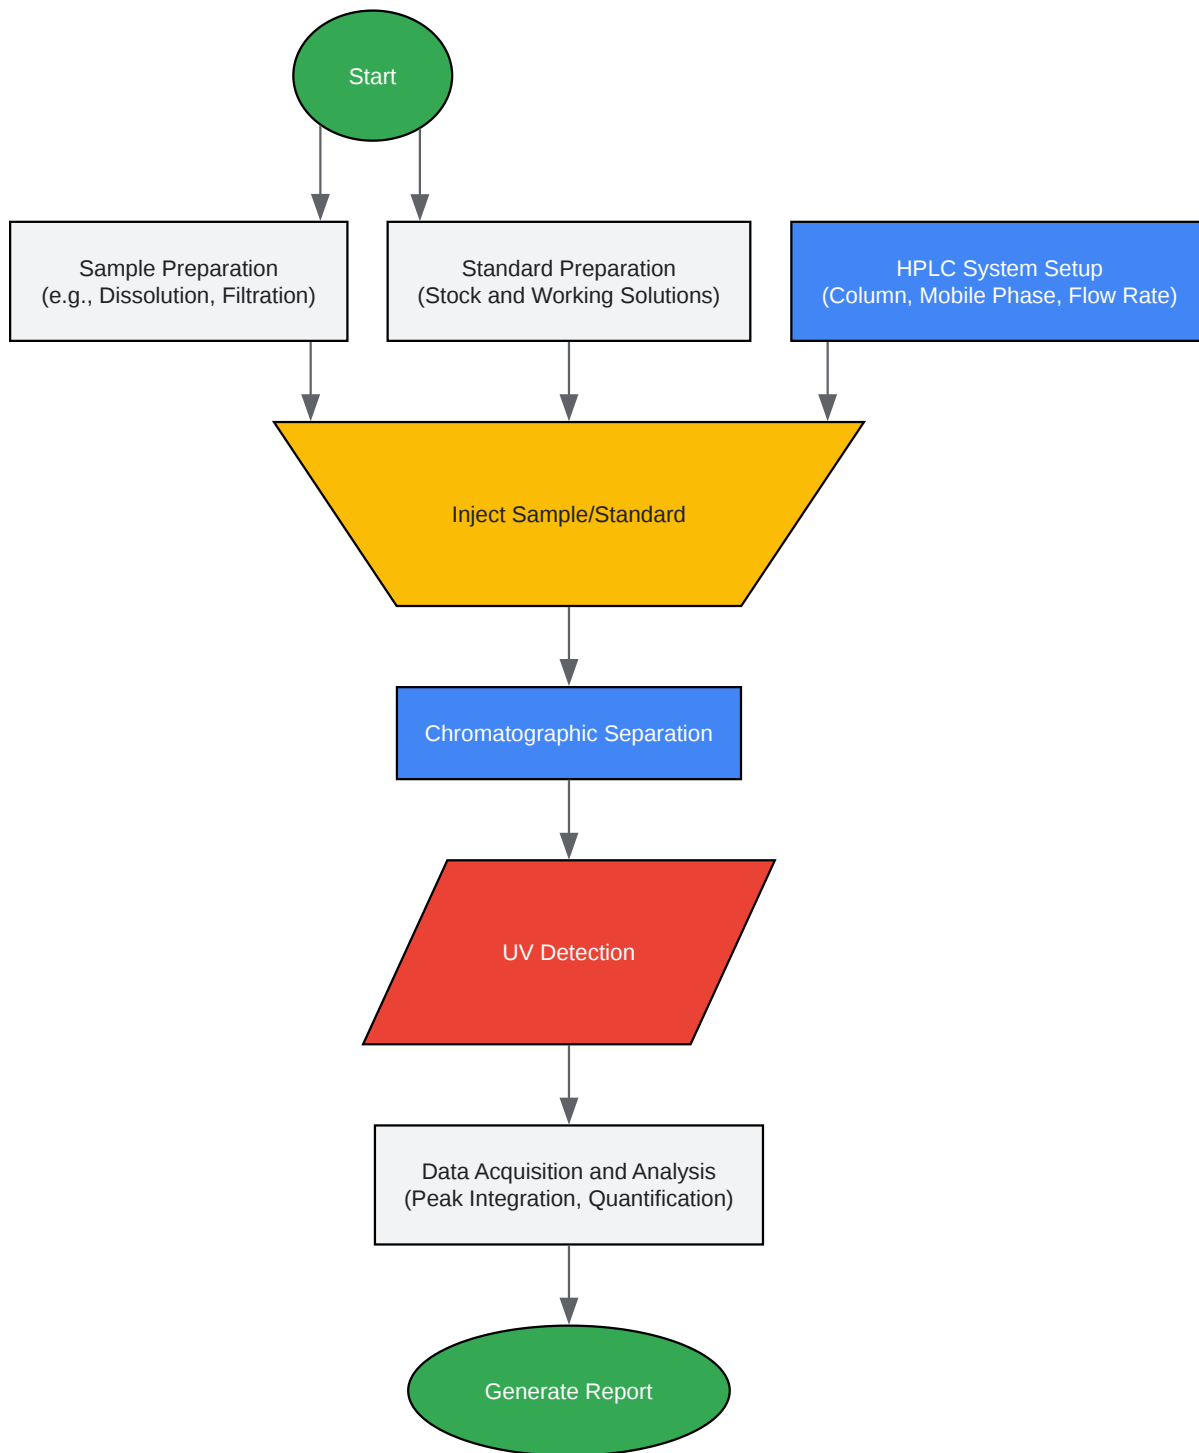 Start
Sample Preparation
(e.g., Dissolution, Filtration)
Standard Preparation
(Stock and Working Solutions)
HPLC System Setup
(Column, Mobile Phase, Flow Rate)
Inject Sample/Standard
Chromatographic Separation
UV Detection
Data Acquisition and Analysis
(Peak Integration, Quantification)
Generate Report